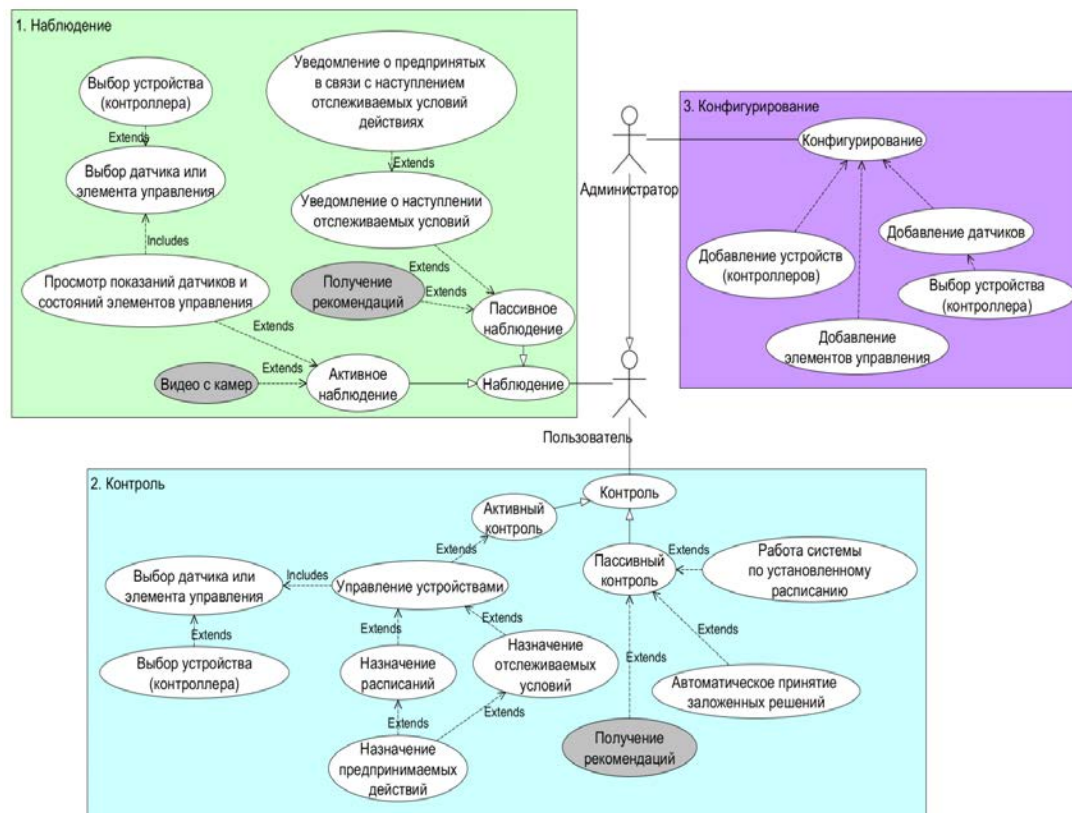 1. Наблюдение
Выбор устройства
(контроллера)
Extends
Выбор датчика или
элемента управления
Includes
Просмотр показаний датчиков и
состояний элементов управления
Extends
Видео с камер
Extends
Активное
наблюдение
Уведомление о предпринятых
в связи с наступлением
отслеживаемых условий
действиях
Extends
Уведомление о наступлении
отслеживаемых условий
Extends
Получение
рекомендаций
Extends
Пассивное
наблюдение
Наблюдение
Администратор
Пользователь
3. Конфигурирование
Конфигурирование
Добавление устройств
(контроллеров)
Добавление датчиков
Выбор устройства
(контроллера)
Добавление
элементов управления
2. Контроль
Контроль
Активный
контроль
Extends
Управление устройствами
Includes
Выбор датчика или
элемента управления
Extends
Выбор устройства
(контроллера)
Extends
Назначение
расписаний
Extends
Назначение
отслеживаемых
условий
Extends
Extends
Назначение
предпринимаемых
действий
Пассивный
контроль
Extends
Работа системы
по установленному
расписанию
Extends
Автоматическое принятие
заложенных решений
Extends
Получение
рекомендаций